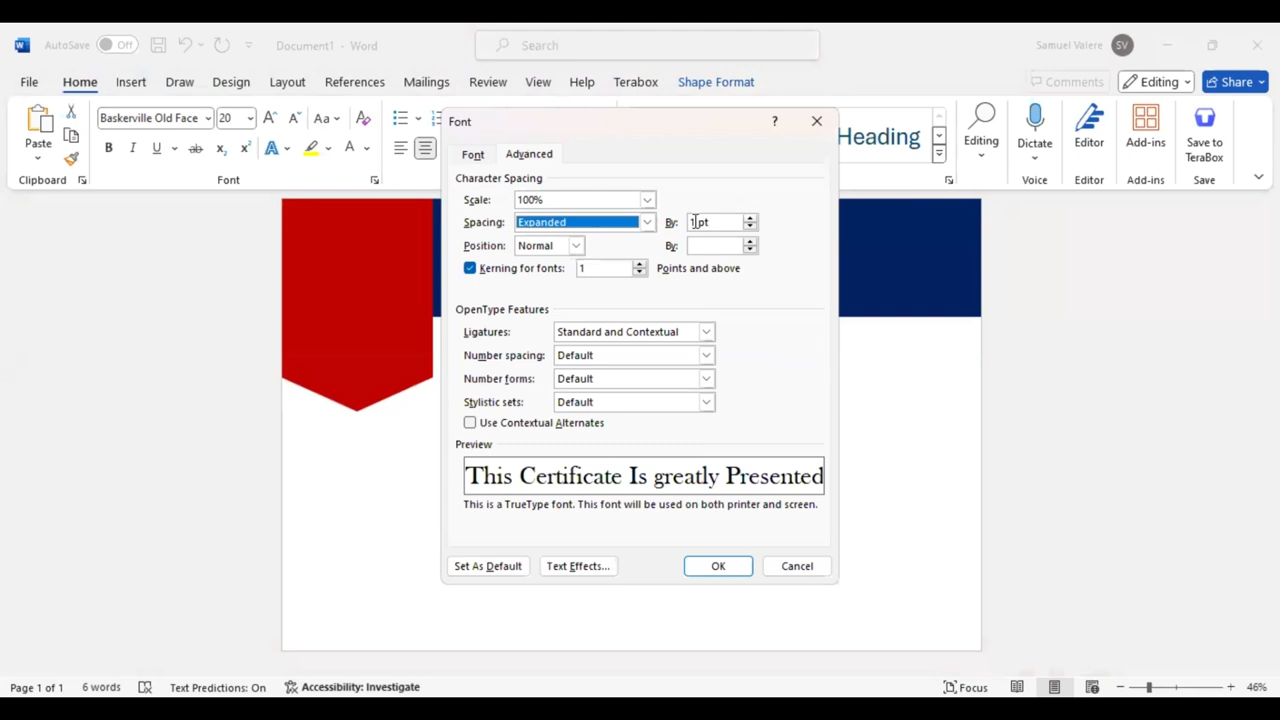 AutoSave Off Document1 - Word Search Samuel Valere SV
File Home Insert Draw Design Layout References Mailings Review View Help Terabox Shape Format Comments Editing Share
Paste Baskerville Old Face 20 A A Aa A Heading Editing Dictate Editor Add-ins Save to TeraBox
B I U ab x2 x2 A A
Clipboard Font Voice Editor Add-ins Save
Font ?
Font Advanced
Character Spacing
Scale: 100%
Spacing: Expanded By: pt
Position: Normal By:
Kerning for fonts: 1 Points and above
OpenType Features
Ligatures: Standard and Contextual
Number spacing: Default
Number forms: Default
Stylistic sets: Default
Use Contextual Alternates
Preview
This Certificate Is greatly Presented
This is a TrueType font. This font will be used on both printer and screen.
Set As Default Text Effects... OK Cancel
Page 1 of 1 6 words Text Predictions: On Accessibility: Investigate Focus 46%